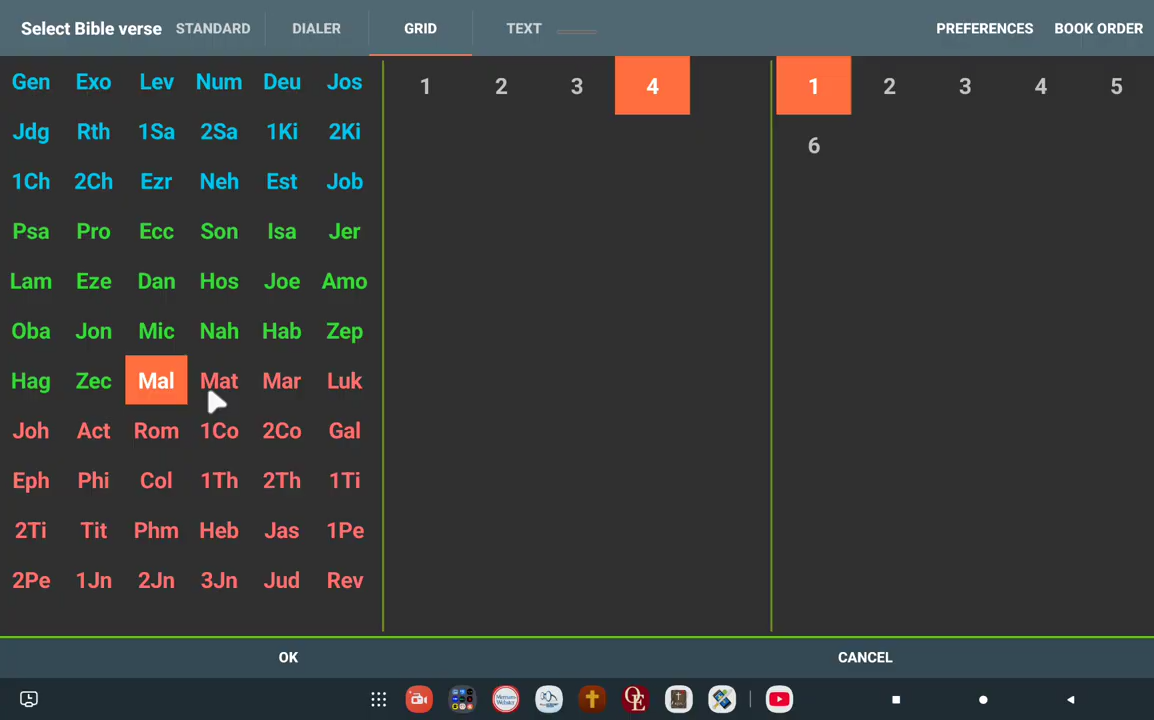 Select Bible verse STANDARD DIALER GRID TEXT PREFERENCES BOOK ORDER
Gen Exo Lev Num Deu Jos
Jdg Rth 1Sa 2Sa 1Ki 2Ki
1Ch 2Ch Ezr Neh Est Job
Psa Pro Ecc Son Isa Jer
Lam Eze Dan Hos Joe Amo
Oba Jon Mic Nah Hab Zep
Hag Zec Mal Mat Mar Luk
Joh Act Rom 1Co 2Co Gal
Eph Phi Col 1Th 2Th 1Ti
2Ti Tit Phm Heb Jas 1Pe
2Pe 1Jn 2Jn 3Jn Jud Rev
1 2 3 4
1 2 3 4 5
6
OK CANCEL